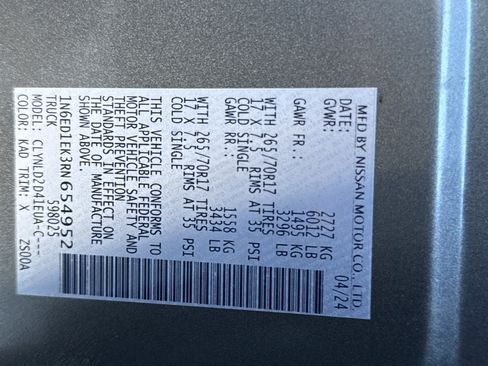 MFD BY NISSAN MOTOR CO., LTD.
DATE: 04/24
GVWR: 2727 KG
6012 LB
GAWR FR: 1495 KG
3296 LB
WITH 265/70R17 TIRES
17 X 7.5 RIMS AT 35 PSI
COLD SINGLE
GAWR RR: 1558 KG
3434 LB
WITH 265/70R17 TIRES
17 X 7.5 RIMS AT 35 PSI
COLD SINGLE
THIS VEHICLE CONFORMS TO
ALL APPLICABLE FEDERAL
MOTOR VEHICLE SAFETY AND
THEFT PREVENTION
STANDARDS IN EFFECT ON
THE DATE OF MANUFACTURE
SHOWN ABOVE.
1N6ED1EK3RN654952
TRUCK 598025
MODEL: CLYNLD2D41EUA-C---
COLOR: KAD TRIM: X ZS00A